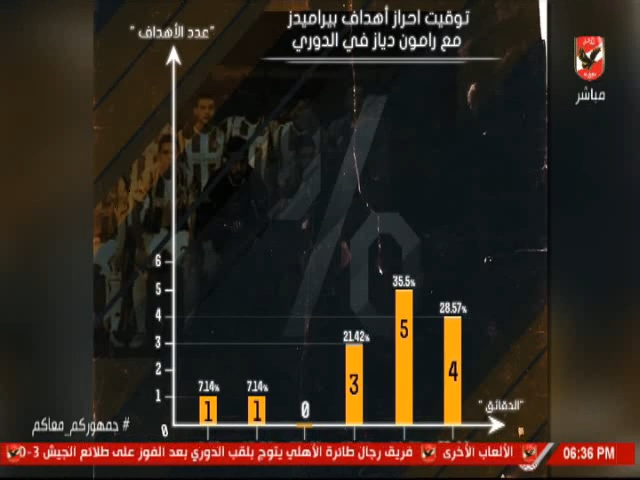 توقيت احراز أهداف بيراميدز
مع رامون دياز في الدوري
"عدد الأهداف"
مباشر
6
5
4
3
2
1
0
7.14%
1
7.14%
1
0
21.42%
3
35.5%
5
28.57%
4
"الدقائق"
# جمهوركم_معاكم
الألعاب الأخرى
فريق رجال طائرة الأهلي يتوج بلقب الدوري بعد الفوز على طلائع الجيش 3-0
06:36 PM